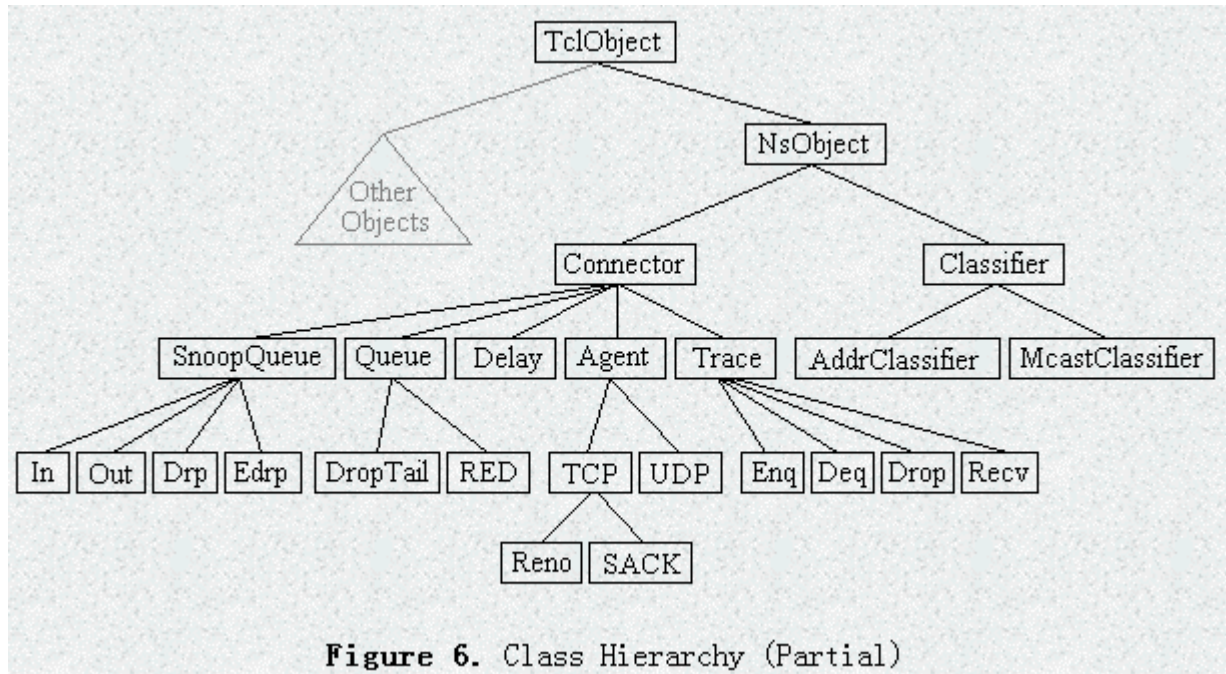 TclObject
NsObject
Other
Objects
Connector
Classifier
SnoopQueue
Queue
Delay
Agent
Trace
AddrClassifier
McastClassifier
In
Out
Drp
Edrp
DropTail
RED
TCP
UDP
Enq
Deq
Drop
Recv
Reno
SACK
Figure 6. Class Hierarchy (Partial)